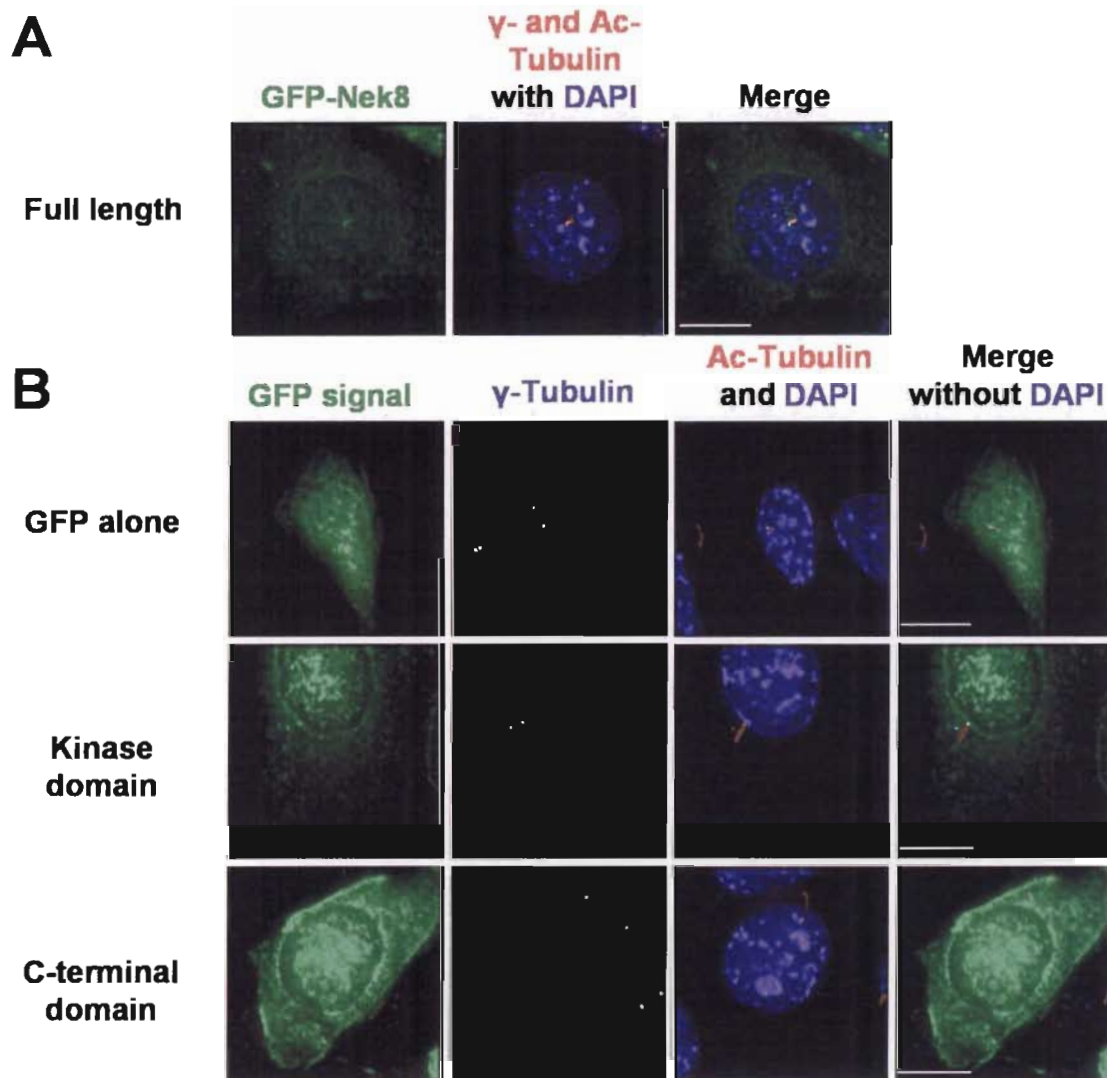 A
γ- and Ac-
Tubulin
GFP-Nek8
with DAPI
Merge
Full length
B
GFP signal
γ-Tubulin
Ac-Tubulin
and DAPI
Merge
without DAPI
GFP alone
Kinase
domain
C-terminal
domain